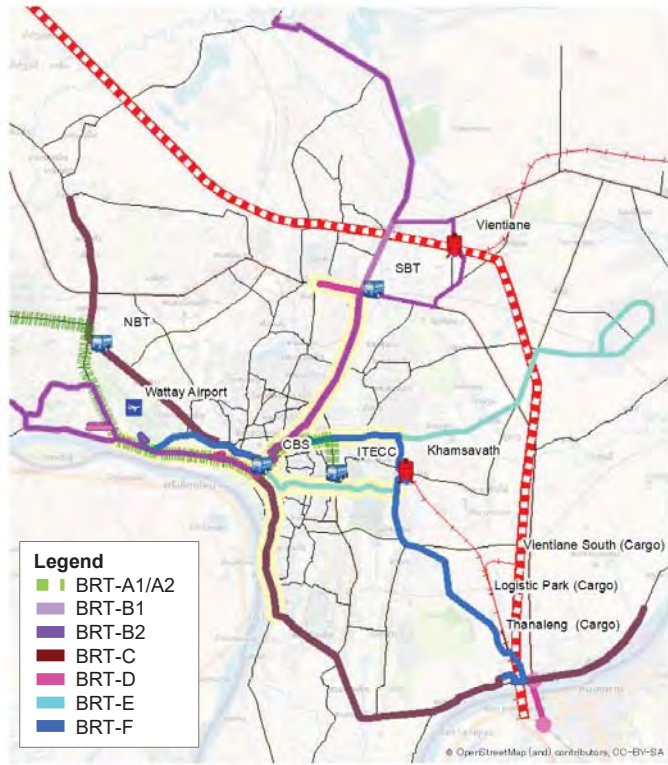 Vientiane
SBT
NBT
Wattay Airport
CBS
ITECC
Khamsavath
Vientiane South (Cargo)
Logistic Park (Cargo)
Thanaleng (Cargo)
Legend
BRT-A1/A2
BRT-B1
BRT-B2
BRT-C
BRT-D
BRT-E
BRT-F
© OpenStreetMap (and) contributors, CC-BY-SA